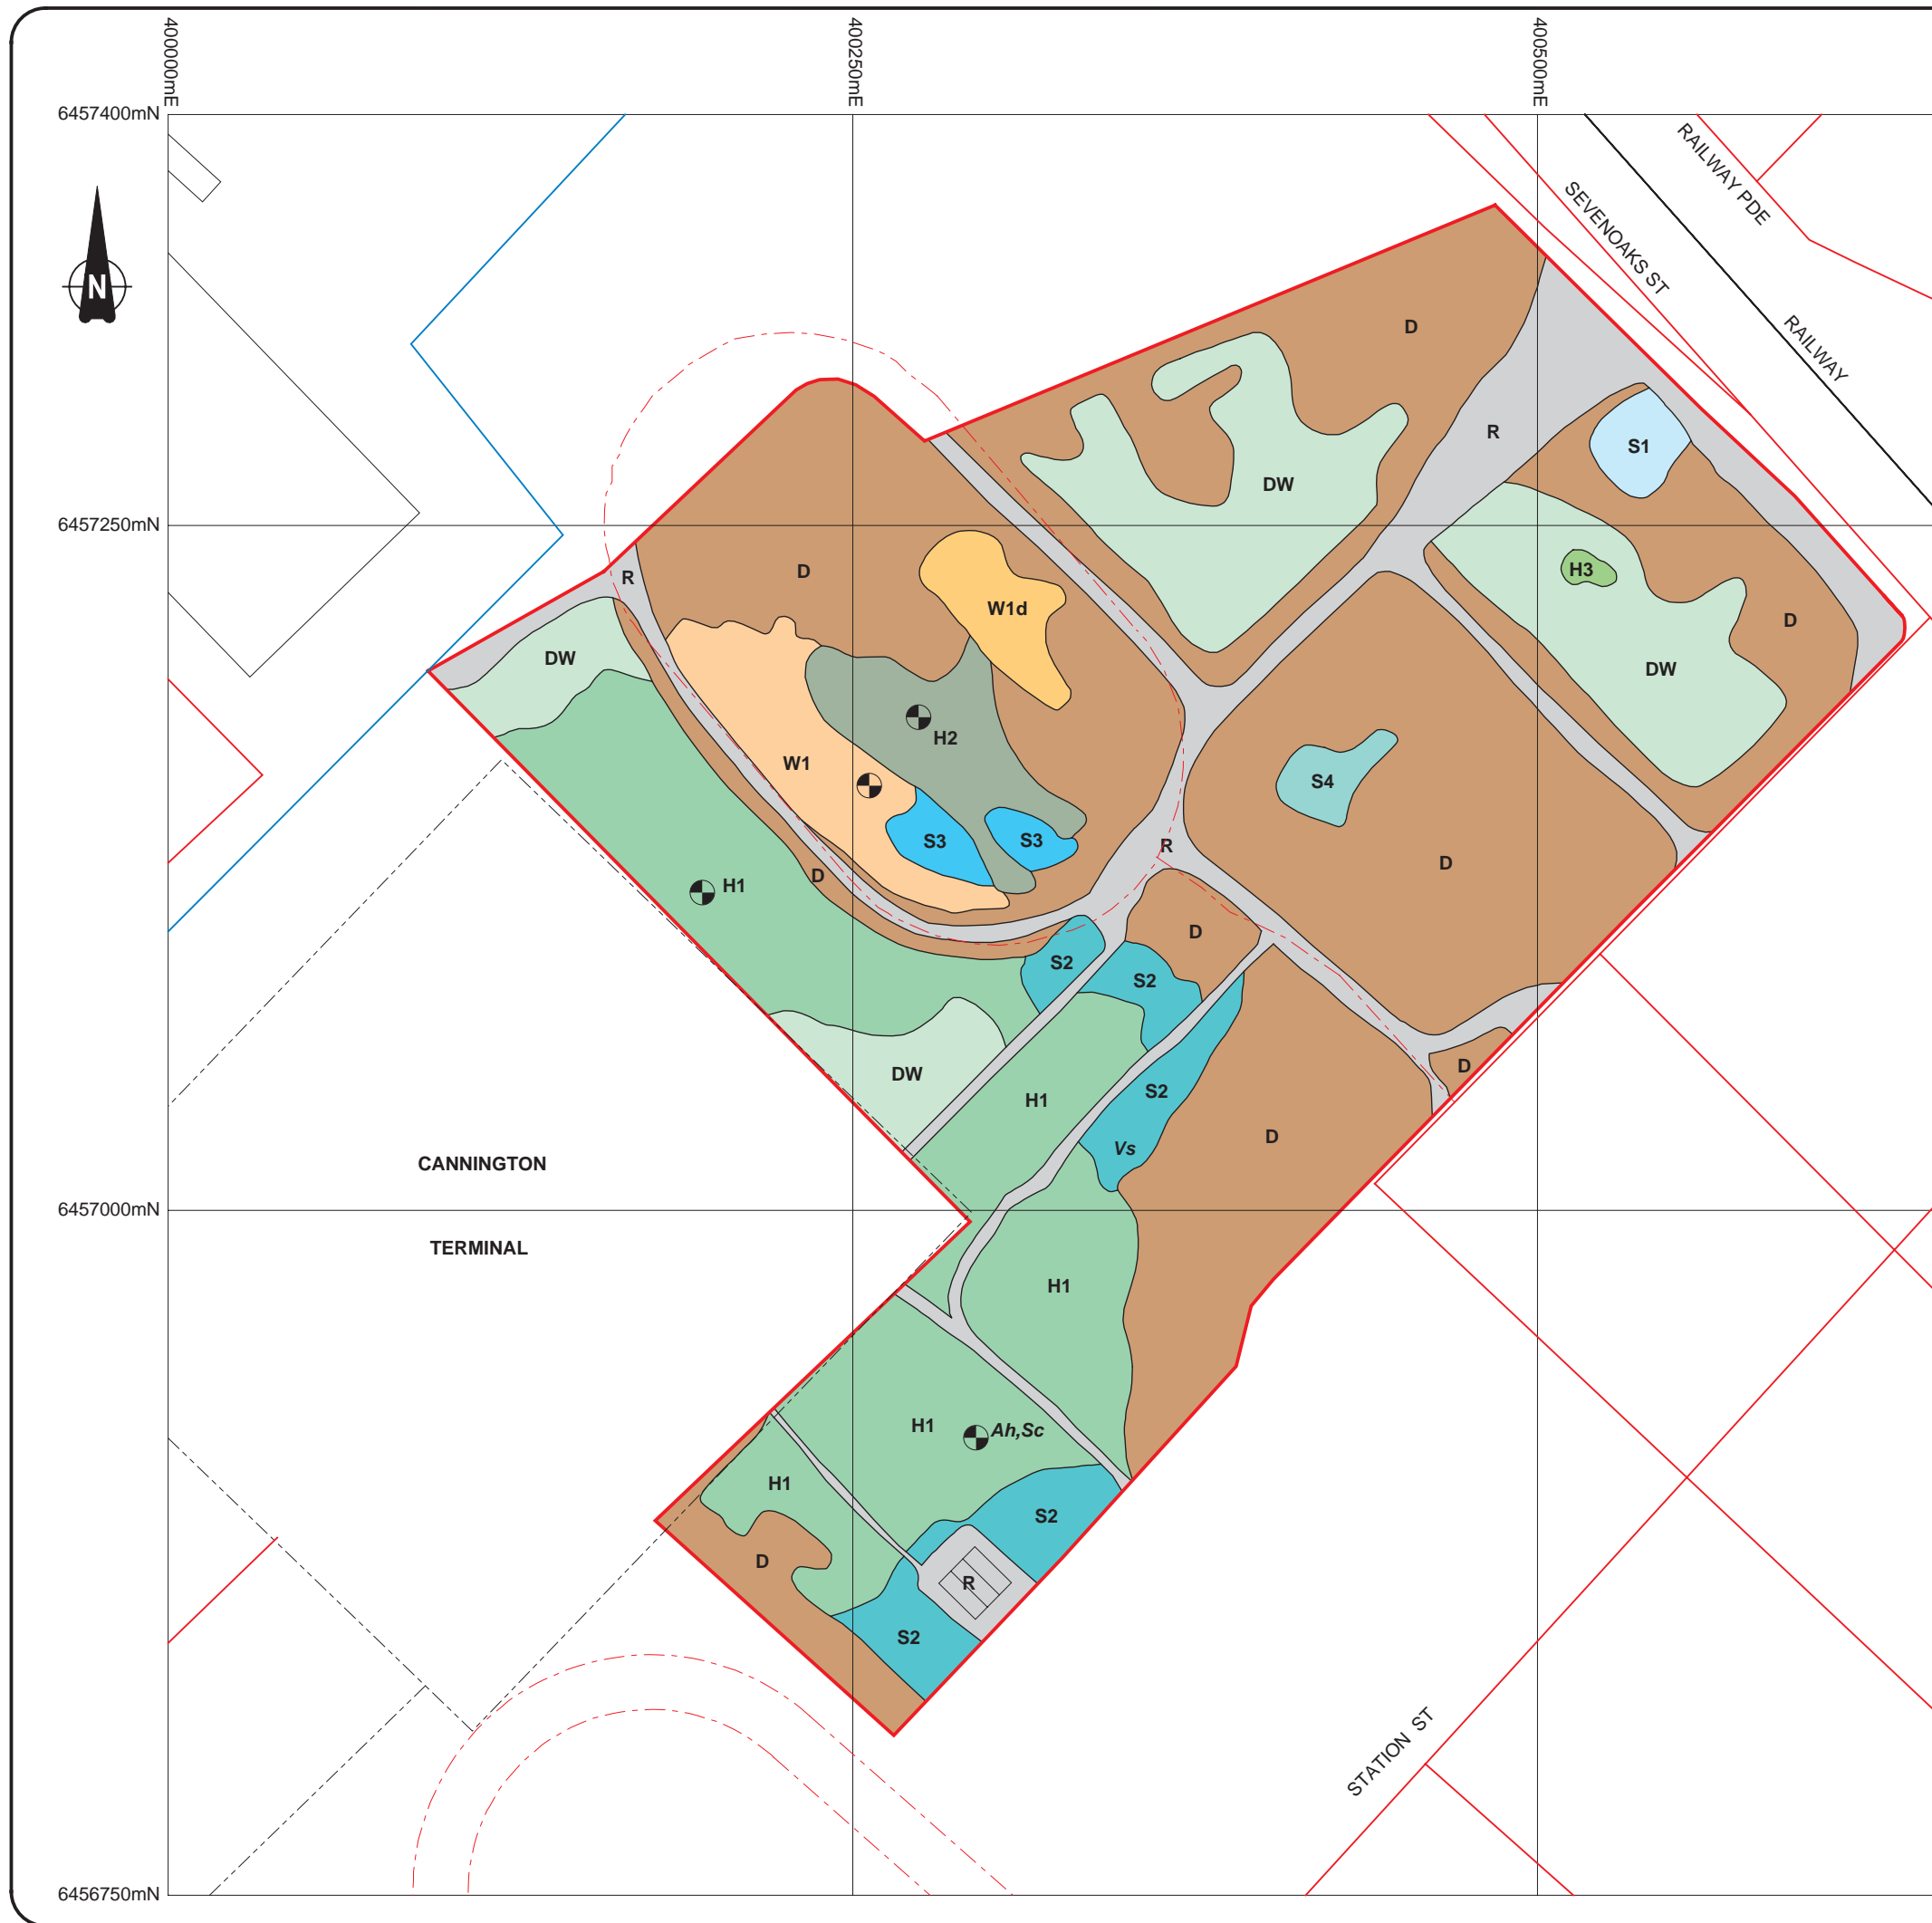 400000mE
400250mE
400500mE
6457400mN
RAILWAY PDE
SEVENOAKS ST
N
D
RAILWAY
R
S1
DW
6457250mN
H3
D
R
W1d
D
DW
DW
H2
W1
S4
S3
S3
R
D
D
H1
D
S2
S2
D
DW
S2
H1
D
Vs
CANNINGTON
6457000mN
TERMINAL
H1
H1
Ah,Sc
H1
S2
D
R
S2
STATION ST
6456750mN